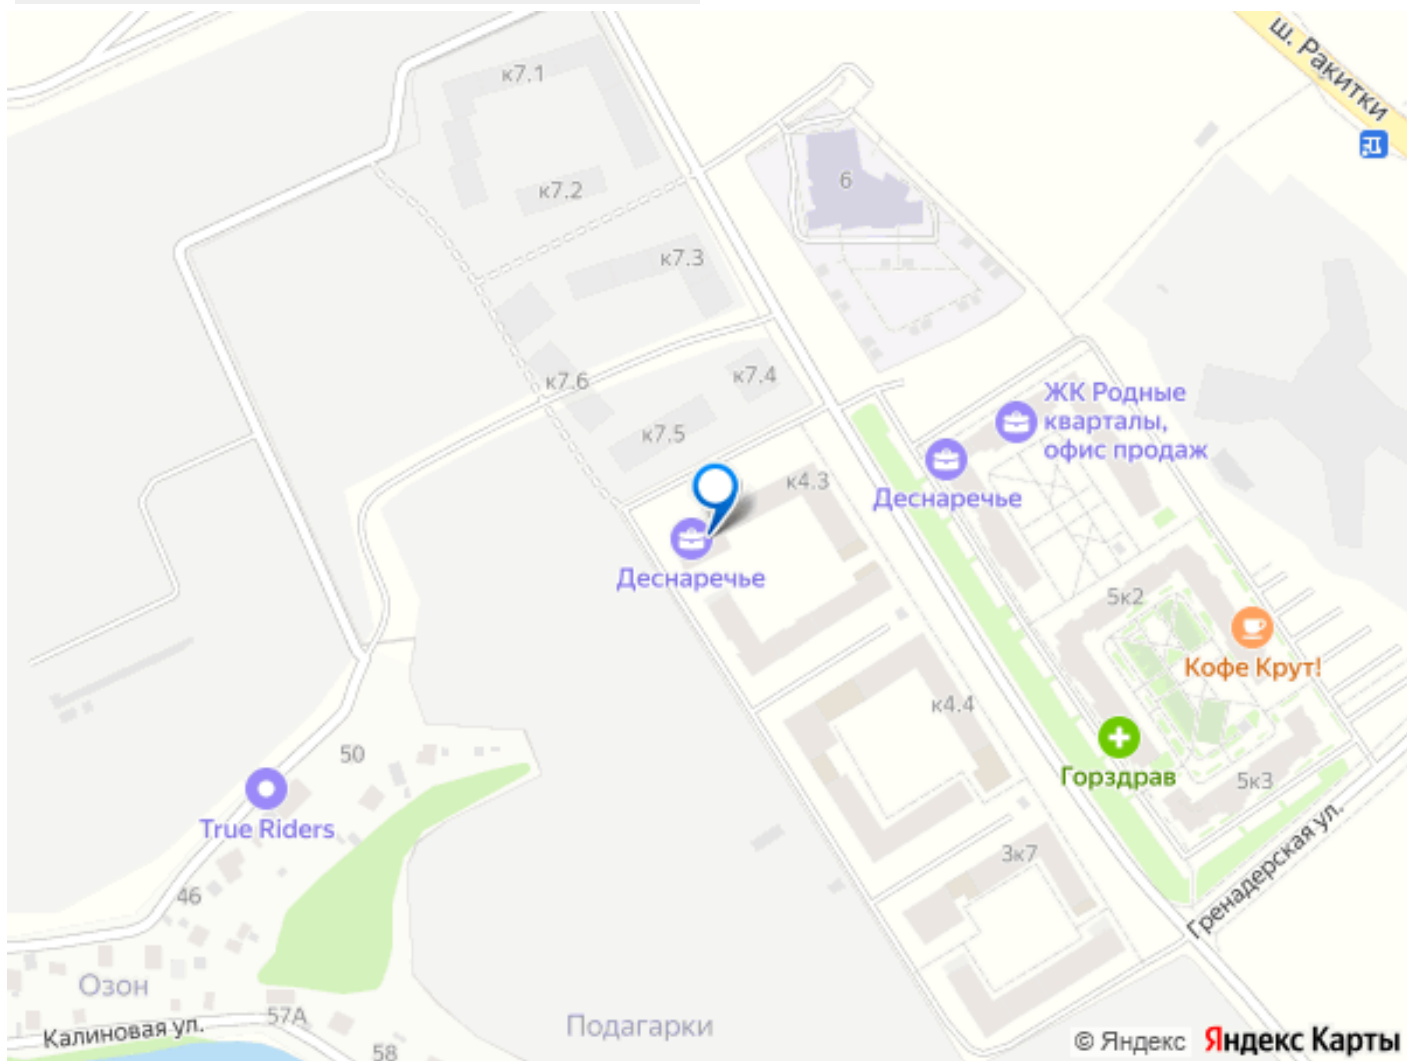 ш. Ракитки
к7.1
6
к7.2
к7.3
к7.6
к7.4
к7.5
ЖК Родные
кварталы,
офис продаж
Деснаречье
к4.3
Деснаречье
5к2
Кофе Крут!
к4.4
Горздрав
5к3
50
True Riders
3к7
46
Гренадерская ул.
Озон
57А
Калиновая ул.
58
Подагарки
© Яндекс Яндекс Карты